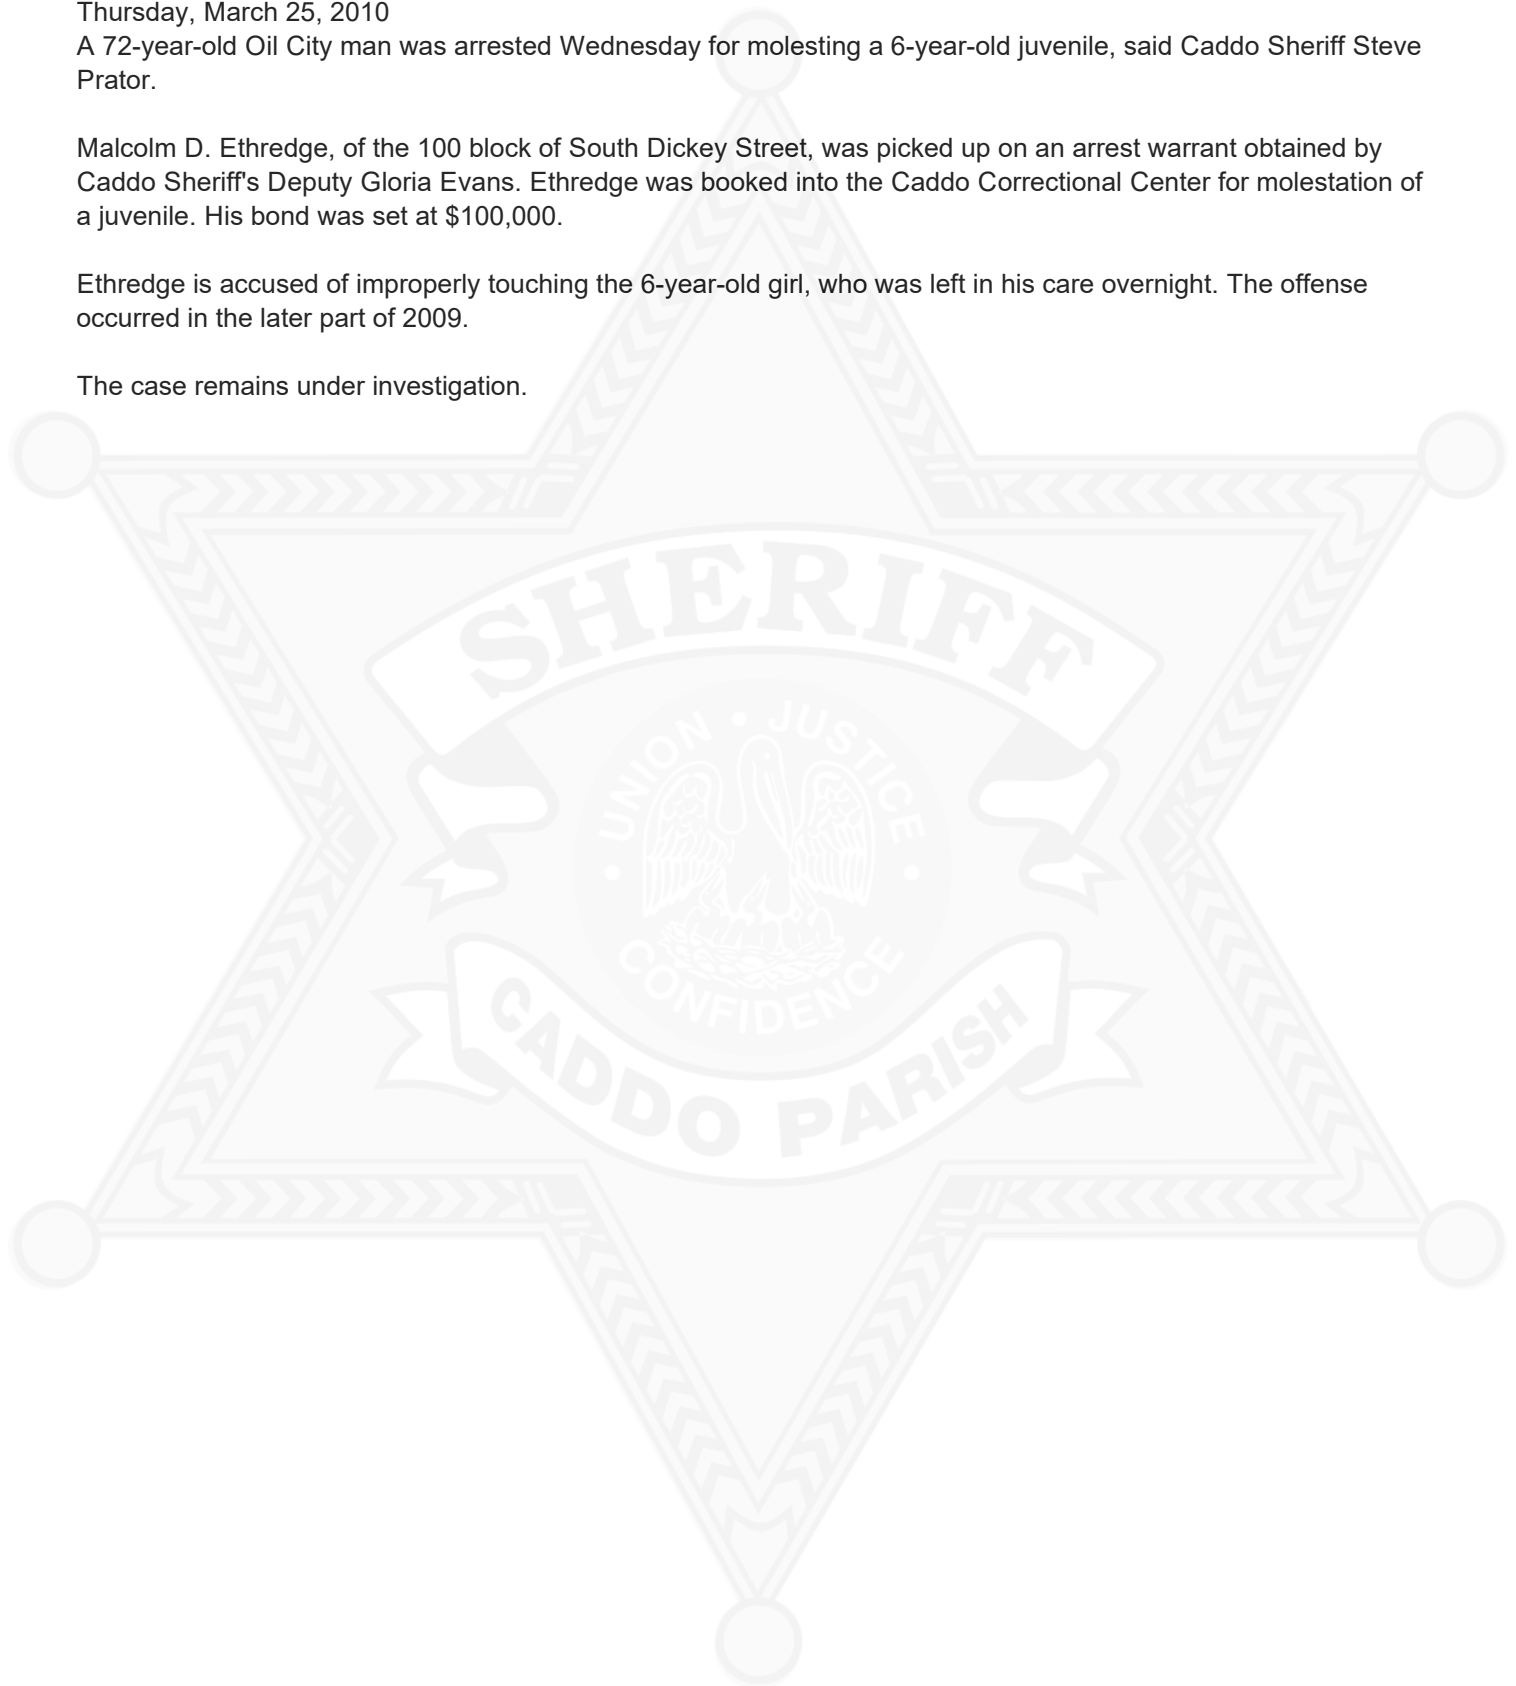 Thursday, March 25, 2010
A 72-year-old Oil City man was arrested Wednesday for molesting a 6-year-old juvenile, said Caddo Sheriff Steve
Prator.
Malcolm D. Ethredge, of the 100 block of South Dickey Street, was picked up on an arrest warrant obtained by
Caddo Sheriff's Deputy Gloria Evans. Ethredge was booked into the Caddo Correctional Center for molestation of
a juvenile. His bond was set at $100,000.
Ethredge is accused of improperly touching the 6-year-old girl, who was left in his care overnight. The offense
occurred in the later part of 2009.
The case remains under investigation.
SHERIFF
UNION • JUSTICE
• CONFIDENCE •
CADDO PARISH